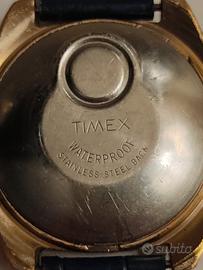 TIMEX
WATERPROOF
STAINLESS STEEL BACK
subito